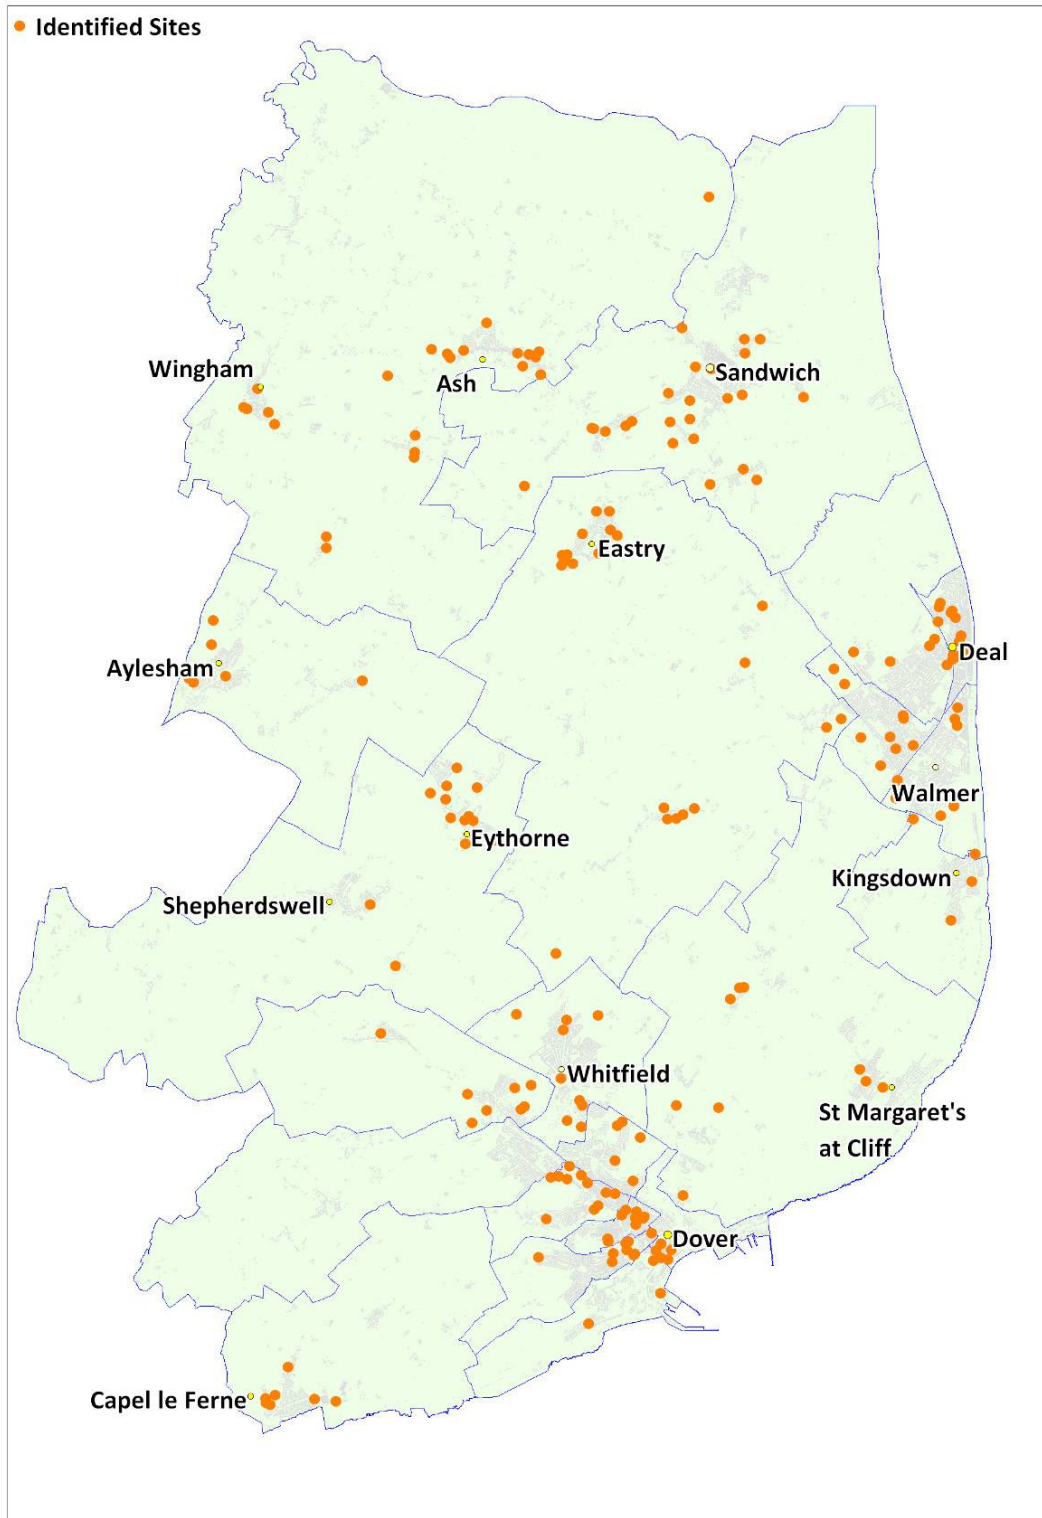 Identified Sites
Wingham
Ash
Sandwich
Eastry
Aylesham
Deal
Walmer
Eythorne
Kingsdown
Shepherdswell
Whitfield
St Margaret's
at Cliff
Dover
Capel le Ferne